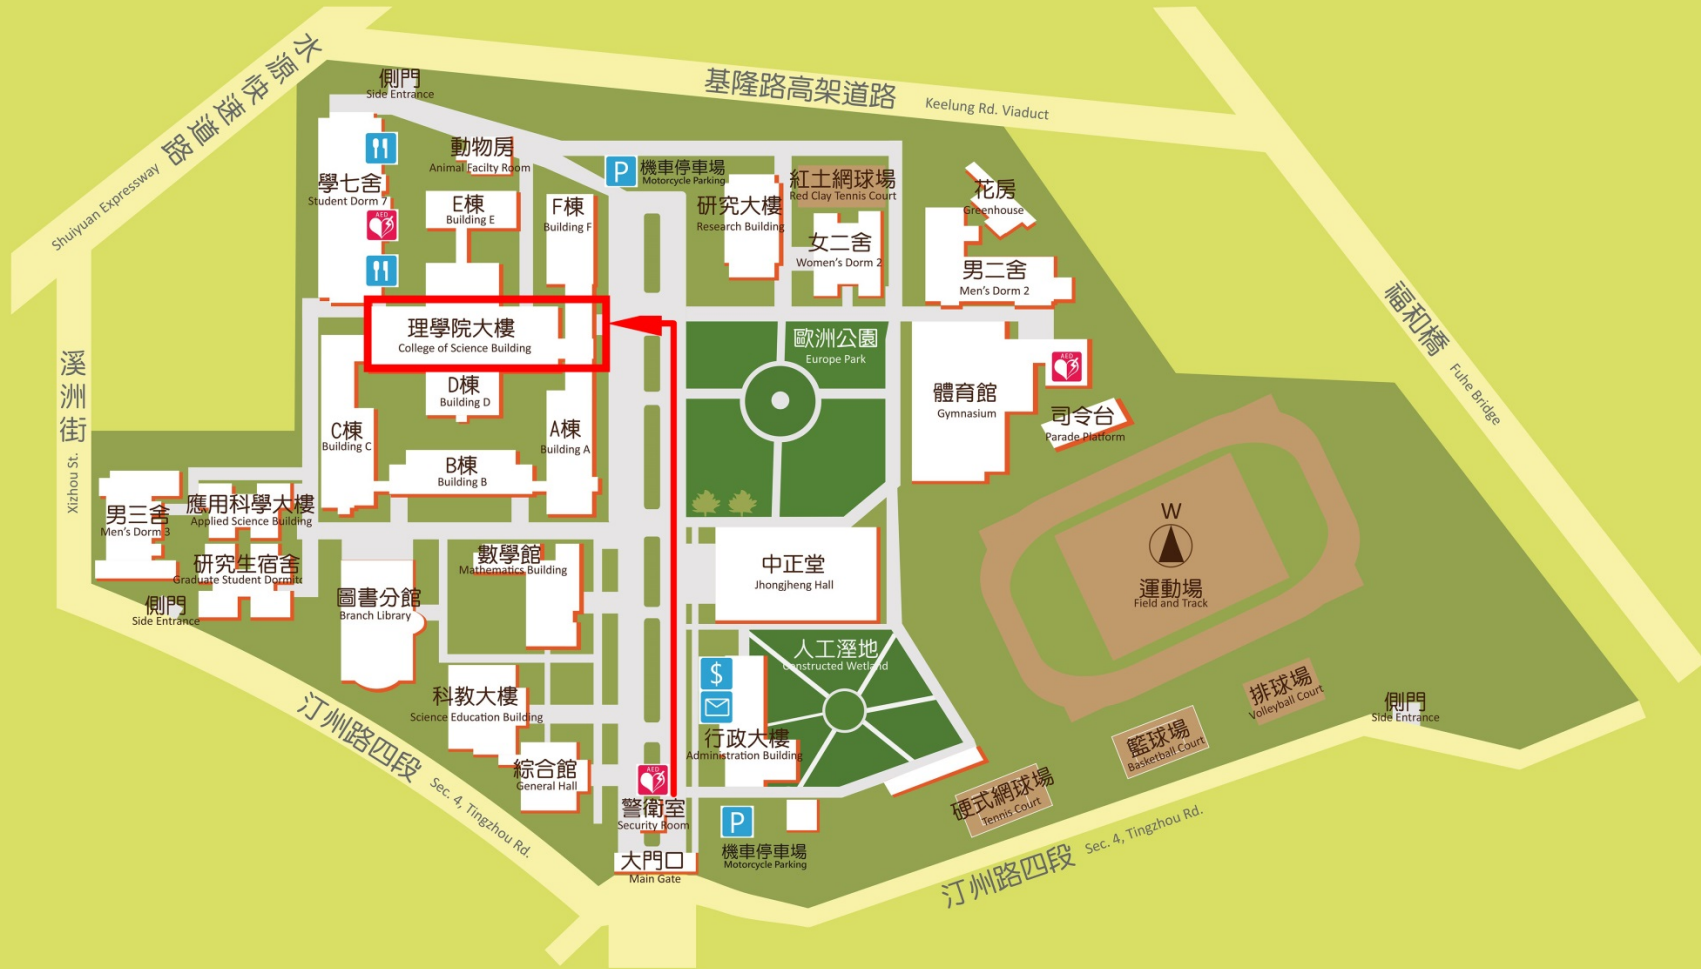 水源快速道路
Shuiyuan Expressway
側門
Side Entrance
基隆路高架道路
Keelung Rd. Viaduct
動物房
Animal Facilty Room
P
機車停車場
Motorcycle Parking
學七舍
Student Dorm 7
AED
E棟
Building E
F棟
Building F
研究大樓
Research Building
紅土網球場
Red Clay Tennis Court
女二舍
Women's Dorm 2
花房
Greenhouse
男二舍
Men's Dorm 2
福和橋
Fuhe Bridge
理學院大樓
College of Science Building
歐洲公園
Europe Park
體育館
Gymnasium
AED
司令台
Parade Platform
溪洲街
Xizhou St.
D棟
Building D
C棟
Building C
A棟
Building A
B棟
Building B
男三舍
Men's Dorm 3
應用科學大樓
Applied Science Building
研究生宿舍
Graduate Student Dormito
側門
Side Entrance
數學館
Mathematics Building
圖書分館
Branch Library
中正堂
Jhongjheng Hall
W
運動場
Field and Track
人工溼地
Constructed Wetland
$
科教大樓
Science Education Building
行政大樓
Administration Building
排球場
Volleyball Court
側門
Side Entrance
籃球場
Basketball Court
綜合館
General Hall
AED
警衛室
Security Room
硬式網球場
Tennis Court
P
機車停車場
Motorcycle Parking
大門口
Main Gate
汀州路四段
Sec. 4, Tingzhou Rd.
汀州路四段
Sec. 4, Tingzhou Rd.